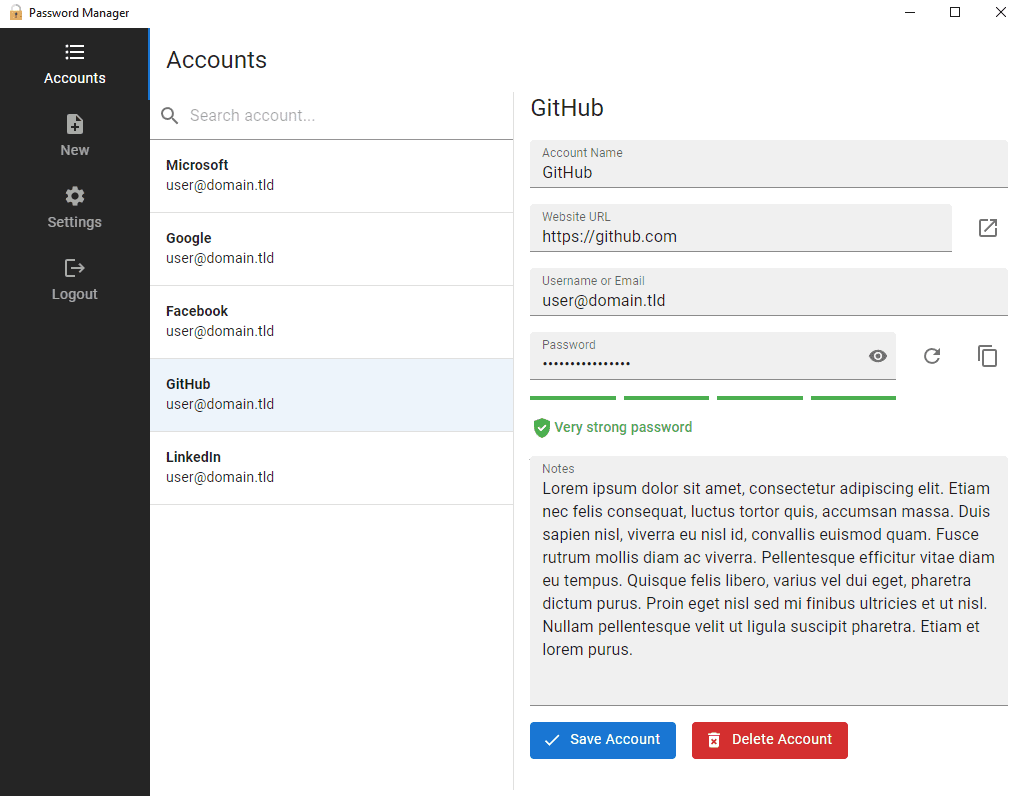 Password Manager
Accounts
New
Settings
Logout
Accounts
Search account...
Microsoft
user@domain.tld
Google
user@domain.tld
Facebook
user@domain.tld
GitHub
user@domain.tld
LinkedIn
user@domain.tld
GitHub
Account Name
GitHub
Website URL
https://github.com
Username or Email
user@domain.tld
Password
••••••••••••••••
Very strong password
Notes
Lorem ipsum dolor sit amet, consectetur adipiscing elit. Etiam
nec felis consequat, luctus tortor quis, accumsan massa. Duis
sapien nisl, viverra eu nisl id, convallis euismod quam. Fusce
rutrum mollis diam ac viverra. Pellentesque efficitur vitae diam
eu tempus. Quisque felis libero, varius vel dui eget, pharetra
dictum purus. Proin eget nisl sed mi finibus ultricies et ut nisl.
Nullam pellentesque velit ut ligula suscipit pharetra. Etiam et
lorem purus.
Save Account
Delete Account